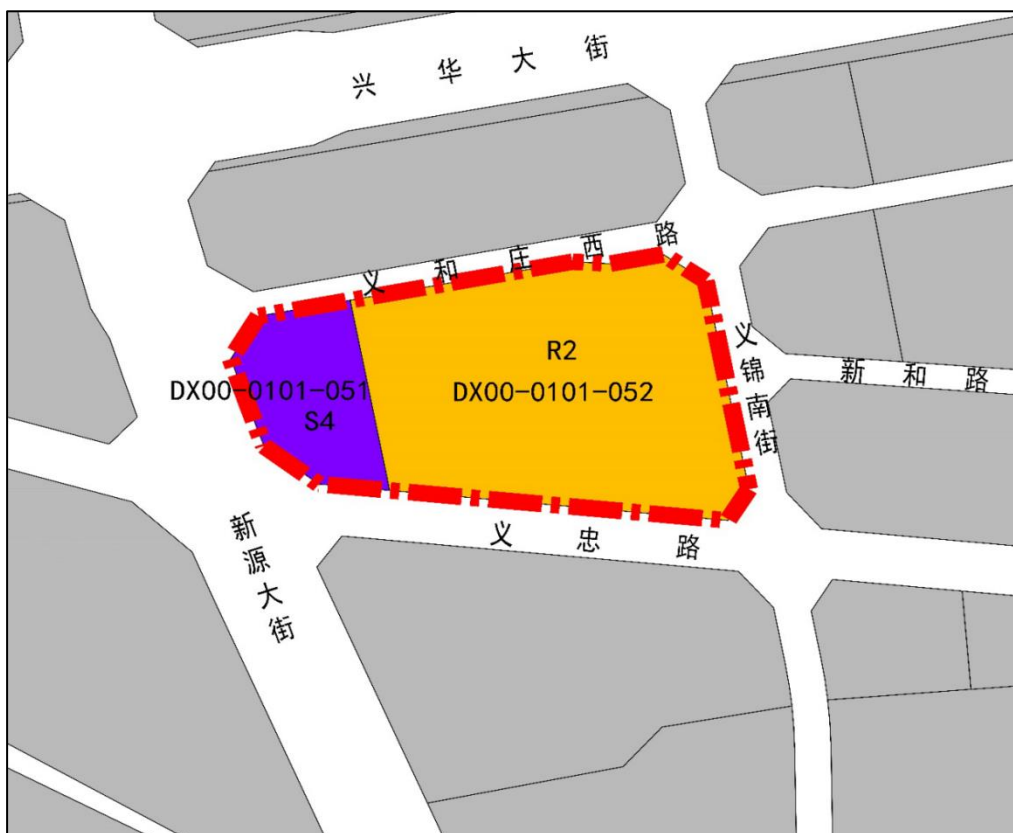 兴华大街
义和庄西路
R2
DX00-0101-052
DX00-0101-051
S4
义锦南街
新和路
义忠路
新源大街